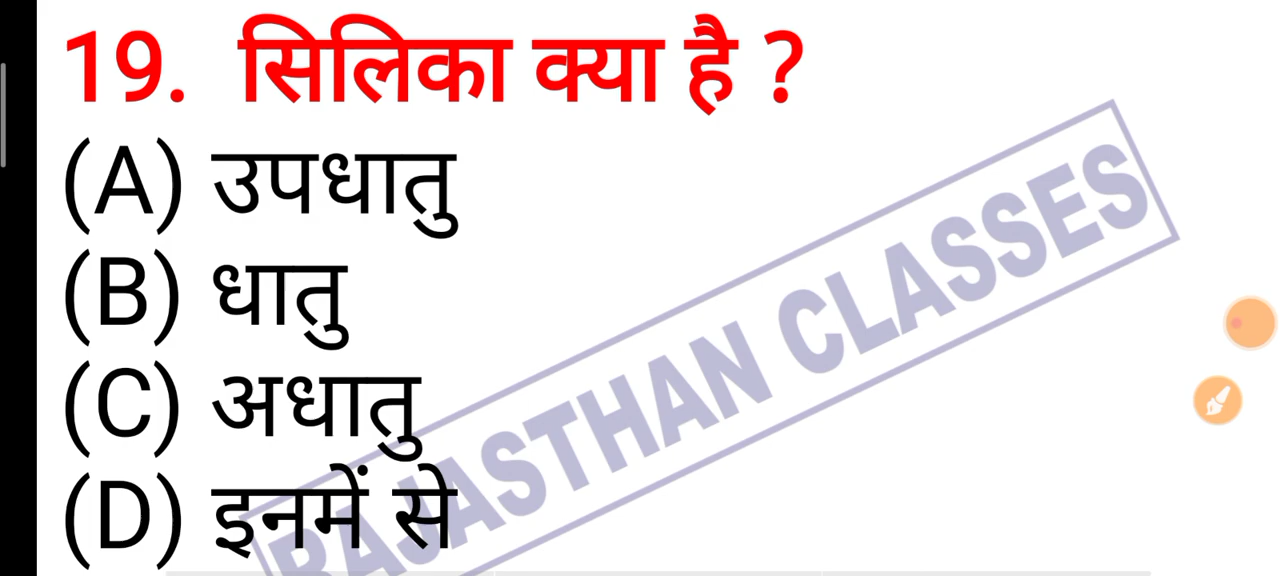 19. सिलिका क्या है ?
(A) उपधातु
(B) धातु
(C) अधातु
(D) इनमें से
RAJASTHAN CLASSES